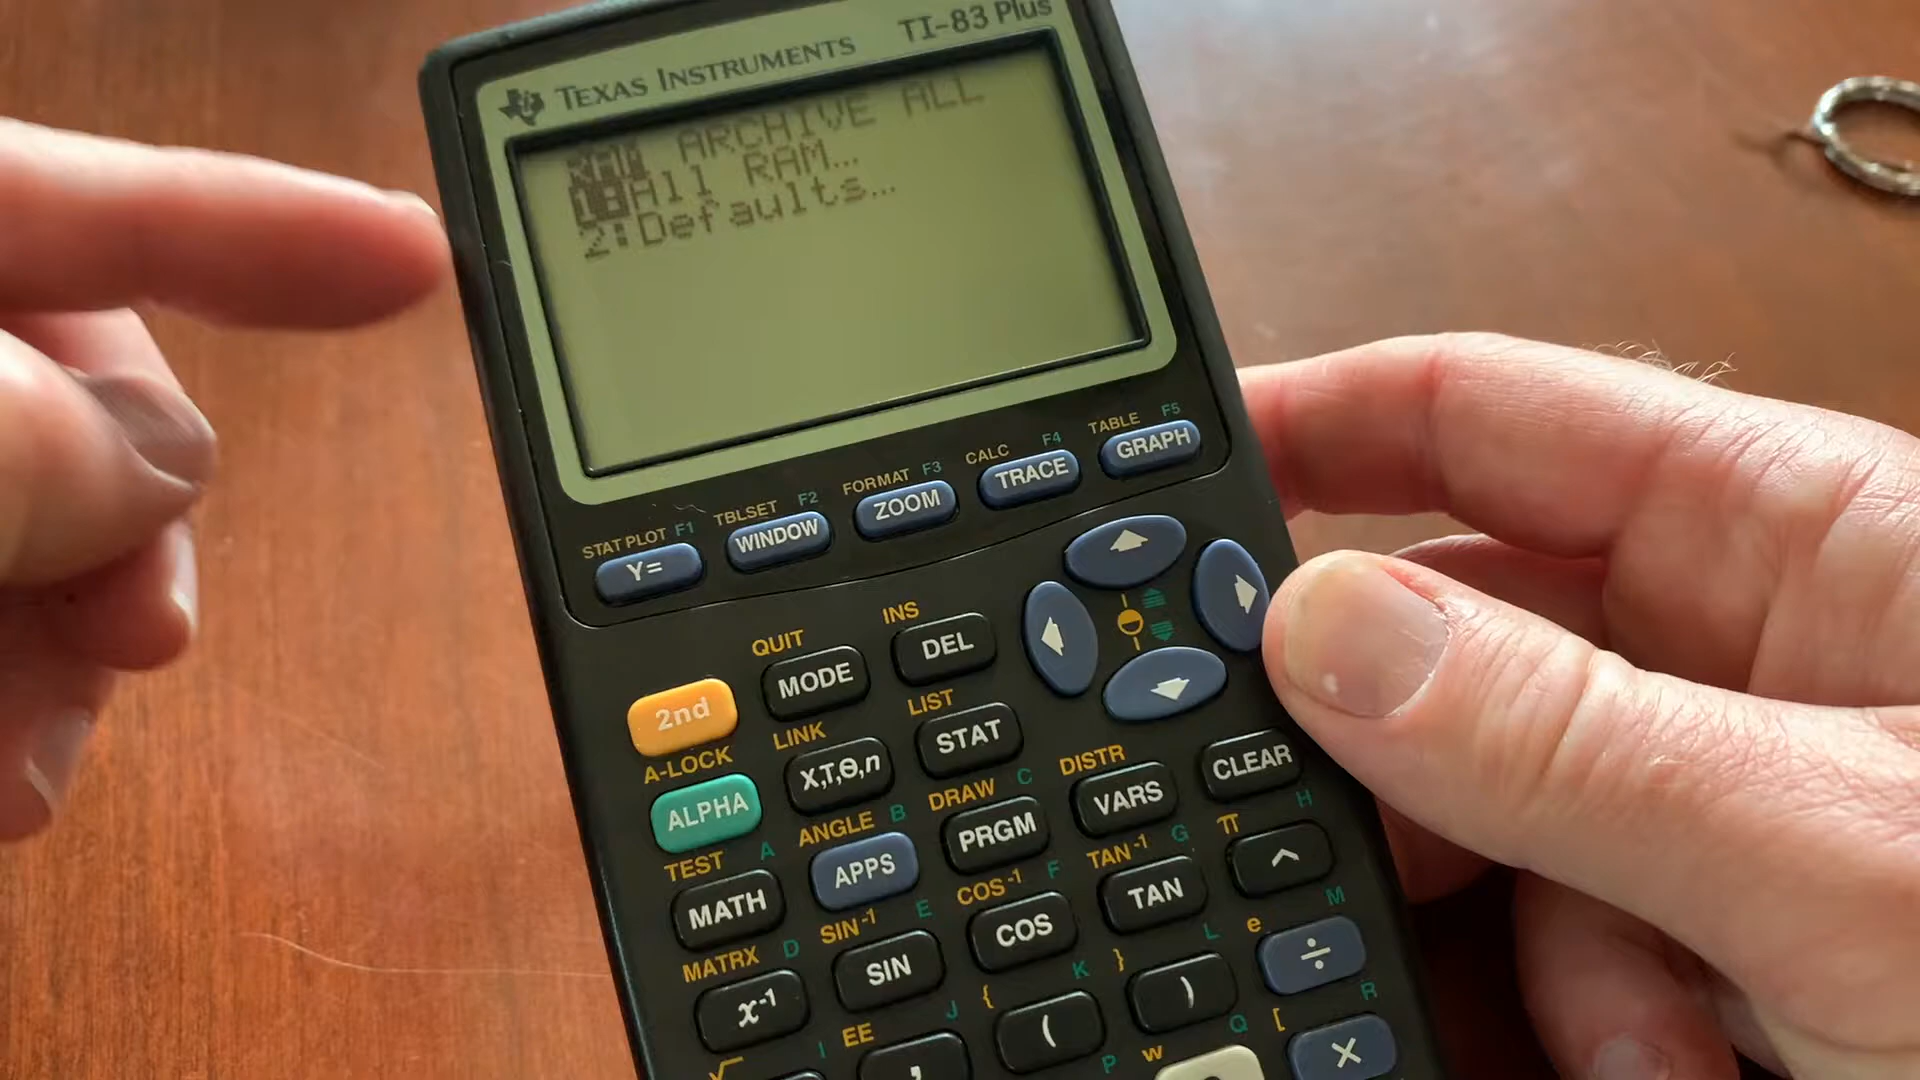 TI-83 Plus
TEXAS INSTRUMENTS
RAM ARCHIVE ALL
1:All RAM...
2:Defaults...
STAT PLOT F1 TBLSET F2 FORMAT F3 CALC F4 TABLE F5
Y= WINDOW ZOOM TRACE GRAPH
QUIT INS
2nd MODE DEL
A-LOCK LINK LIST
ALPHA X,T,Θ,n STAT
TEST A ANGLE B DRAW C DISTR
MATH APPS PRGM VARS CLEAR
MATRX D SIN-1 E COS-1 F TAN-1 G π H
x-1 SIN COS TAN ^
√ I EE J { K } L e M
, ( ) ÷
P w Q [ R
×